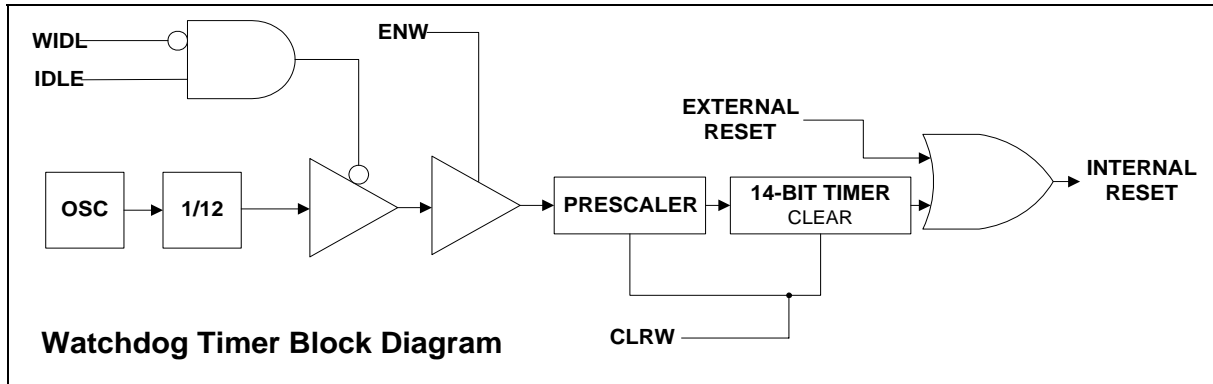 WIDL
IDLE
ENW
EXTERNAL
RESET
INTERNAL
RESET
OSC
1/12
PRESCALER
14-BIT TIMER
CLEAR
CLRW
Watchdog Timer Block Diagram